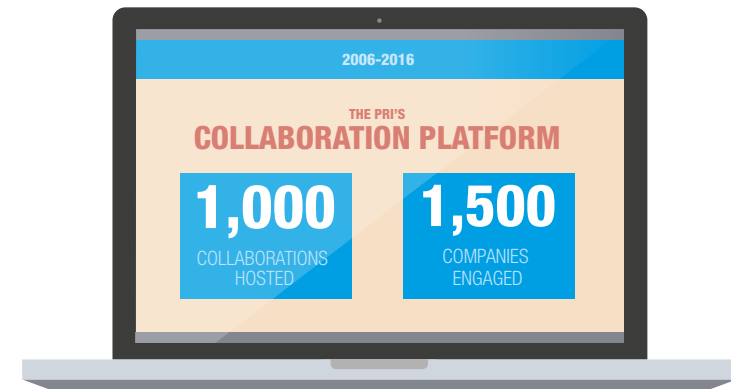 2006-2016
THE PRI'S
COLLABORATION PLATFORM
1,000
COLLABORATIONS
HOSTED
1,500
COMPANIES
ENGAGED